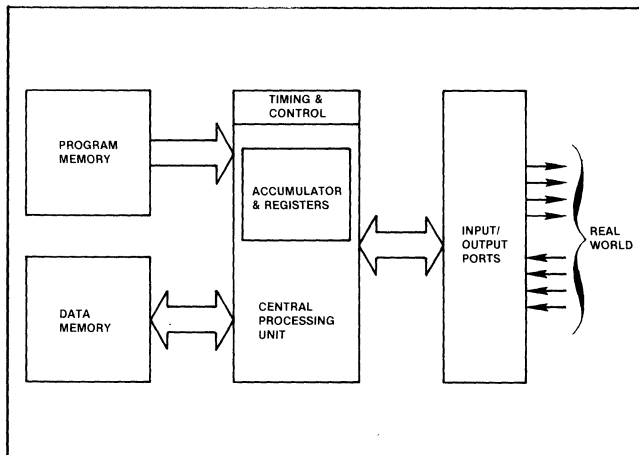 PROGRAM
MEMORY
TIMING &
CONTROL
ACCUMULATOR
& REGISTERS
INPUT/
OUTPUT
PORTS
REAL
WORLD
DATA
MEMORY
CENTRAL
PROCESSING
UNIT